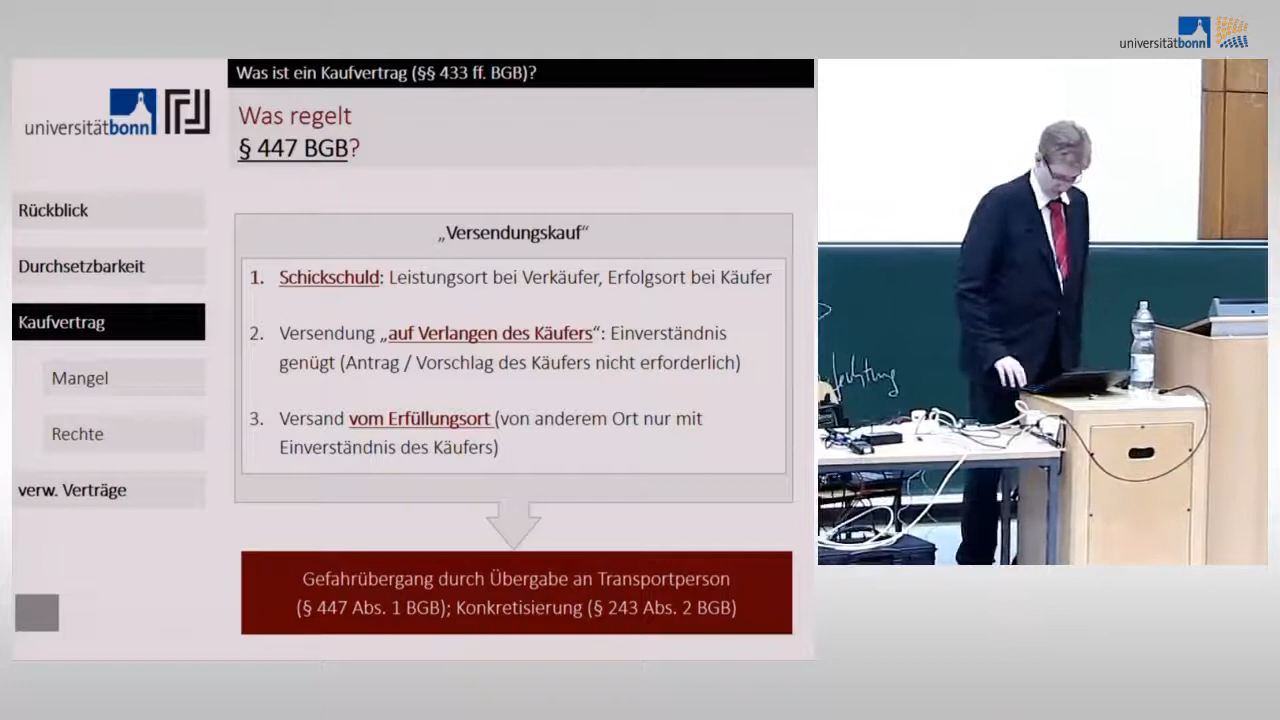 universitätbonn
Was ist ein Kaufvertrag (§§ 433 ff. BGB)?
universitätbonn
Was regelt
§ 447 BGB?
Rückblick
Durchsetzbarkeit
Kaufvertrag
Mangel
Rechte
verw. Verträge
„Versendungskauf“
1. Schickschuld: Leistungsort bei Verkäufer, Erfolgsort bei Käufer
2. Versendung „auf Verlangen des Käufers“: Einverständnis
genügt (Antrag / Vorschlag des Käufers nicht erforderlich)
3. Versand vom Erfüllungsort (von anderem Ort nur mit
Einverständnis des Käufers)
Gefahrübergang durch Übergabe an Transportperson
(§ 447 Abs. 1 BGB); Konkretisierung (§ 243 Abs. 2 BGB)